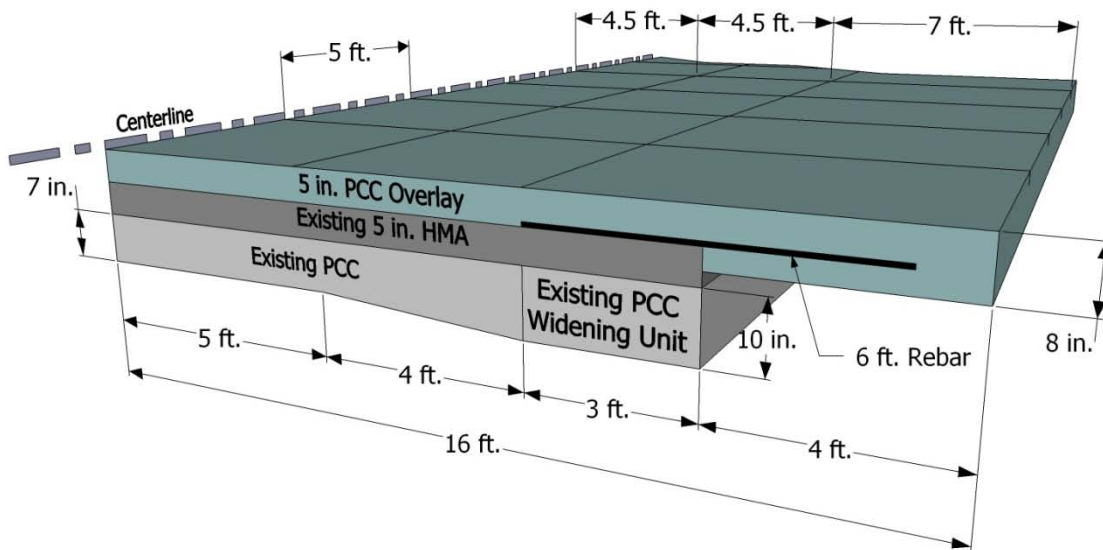 4.5 ft.
4.5 ft.
7 ft.
5 ft.
Centerline
7 in.
5 in. PCC Overlay
Existing 5 in. HMA
Existing PCC
Existing PCC
Widening Unit
10 in.
6 ft. Rebar
8 in.
5 ft.
4 ft.
3 ft.
4 ft.
16 ft.